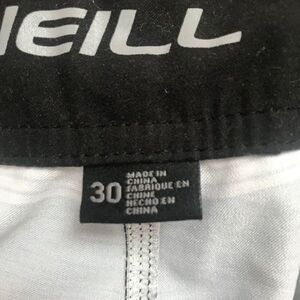 NEILL
30
MADE IN
CHINA
FABRIQUE EN
CHINE
HECHO EN
CHINA